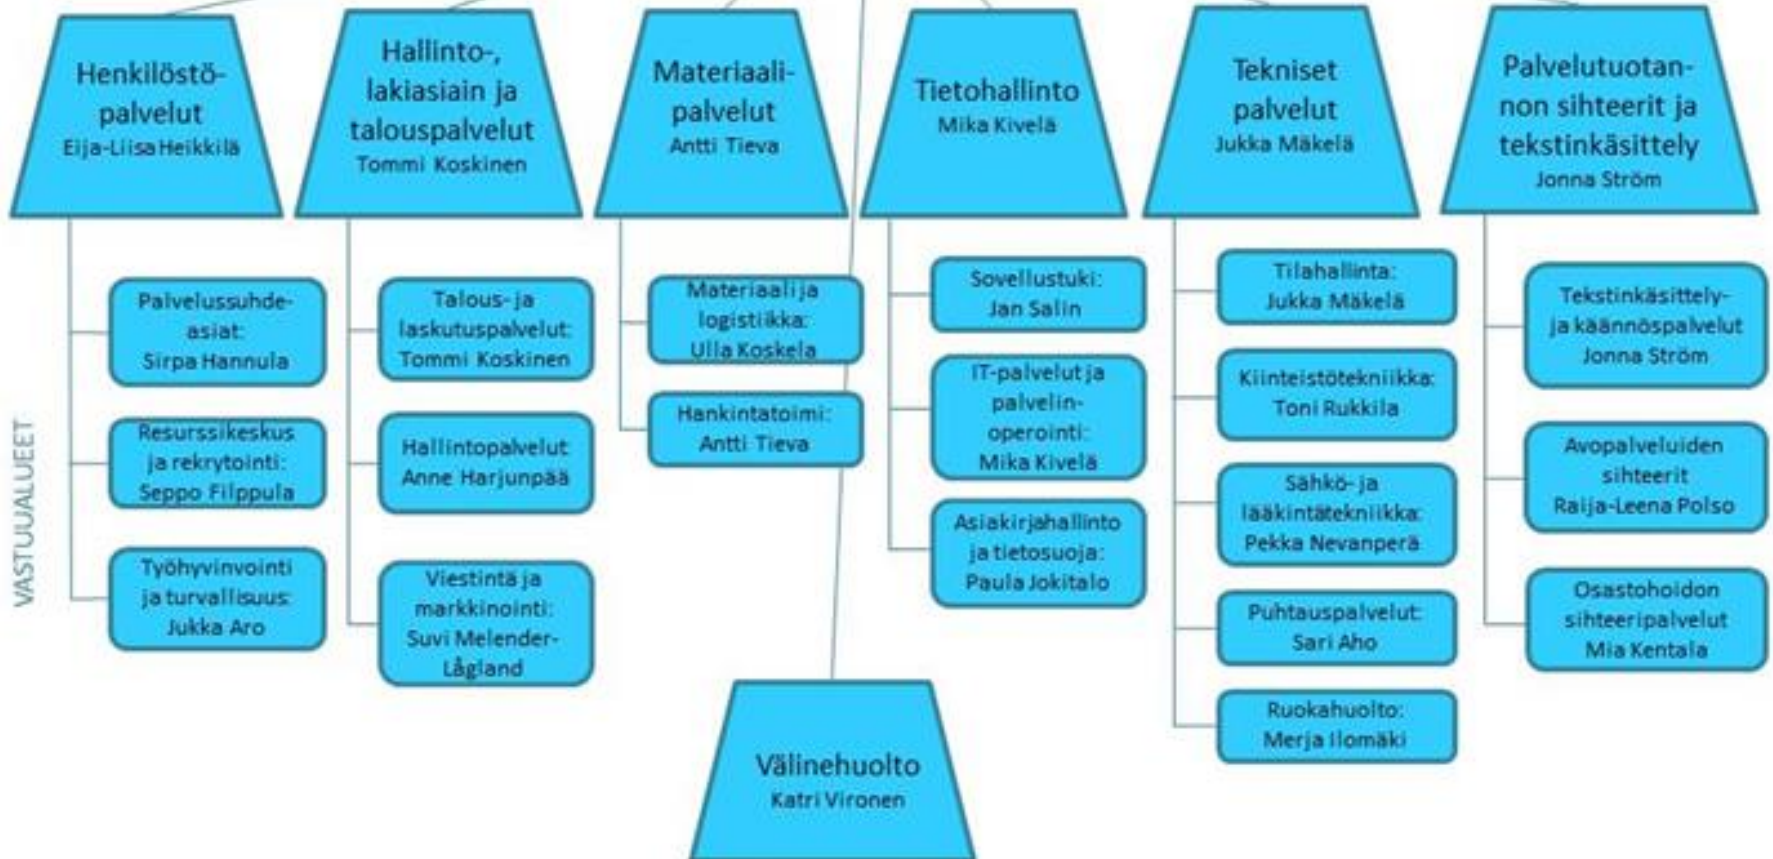 Henkilöstö-
palvelut
Eija-Liisa Heikkilä
Palvelussuhde-
asiat:
Sirpa Hannula
Resurssikeskus
ja rekrytointi:
Seppo Filppula
Työhyvinvointi
ja turvallisuus:
Jukka Aro
Hallinto-,
lakiasiain ja
talouspalvelut
Tommi Koskinen
Talous- ja
laskutuspalvelut:
Tommi Koskinen
Hallintopalvelut
Anne Harjunpää
Viestintä ja
markkinointi:
Suvi Melender-
Lågland
Materiaali-
palvelut
Antti Tieva
Materiaali ja
logistiikka:
Ulla Koskela
Hankintatoimi:
Antti Tieva
Tietohallinto
Mika Kivelä
Sovellustuki:
Jan Salin
IT-palvelut ja
palvelin-
operointi:
Mika Kivelä
Asiakirjahallinto
ja tietosuoja:
Paula Jokitalo
Tekniset
palvelut
Jukka Mäkelä
Tilahallinta:
Jukka Mäkelä
Kiinteistötekniikka:
Toni Rukkila
Sähkö- ja
lääkintätekniikka:
Pekka Nevanperä
Puhtauspalvelut:
Sari Aho
Ruokahuolto:
Merja Ilomäki
Palvelutuotan-
non sihteerit ja
tekstinkäsittely
Jonna Ström
Tekstinkäsittely-
ja käännöspalvelut
Jonna Ström
Avopalveluiden
sihteerit
Raija-Leena Polso
Osastohoidon
sihteeripalvelut
Mia Kentala
VASTUUALUEET
Välinehuolto
Katri Vironen